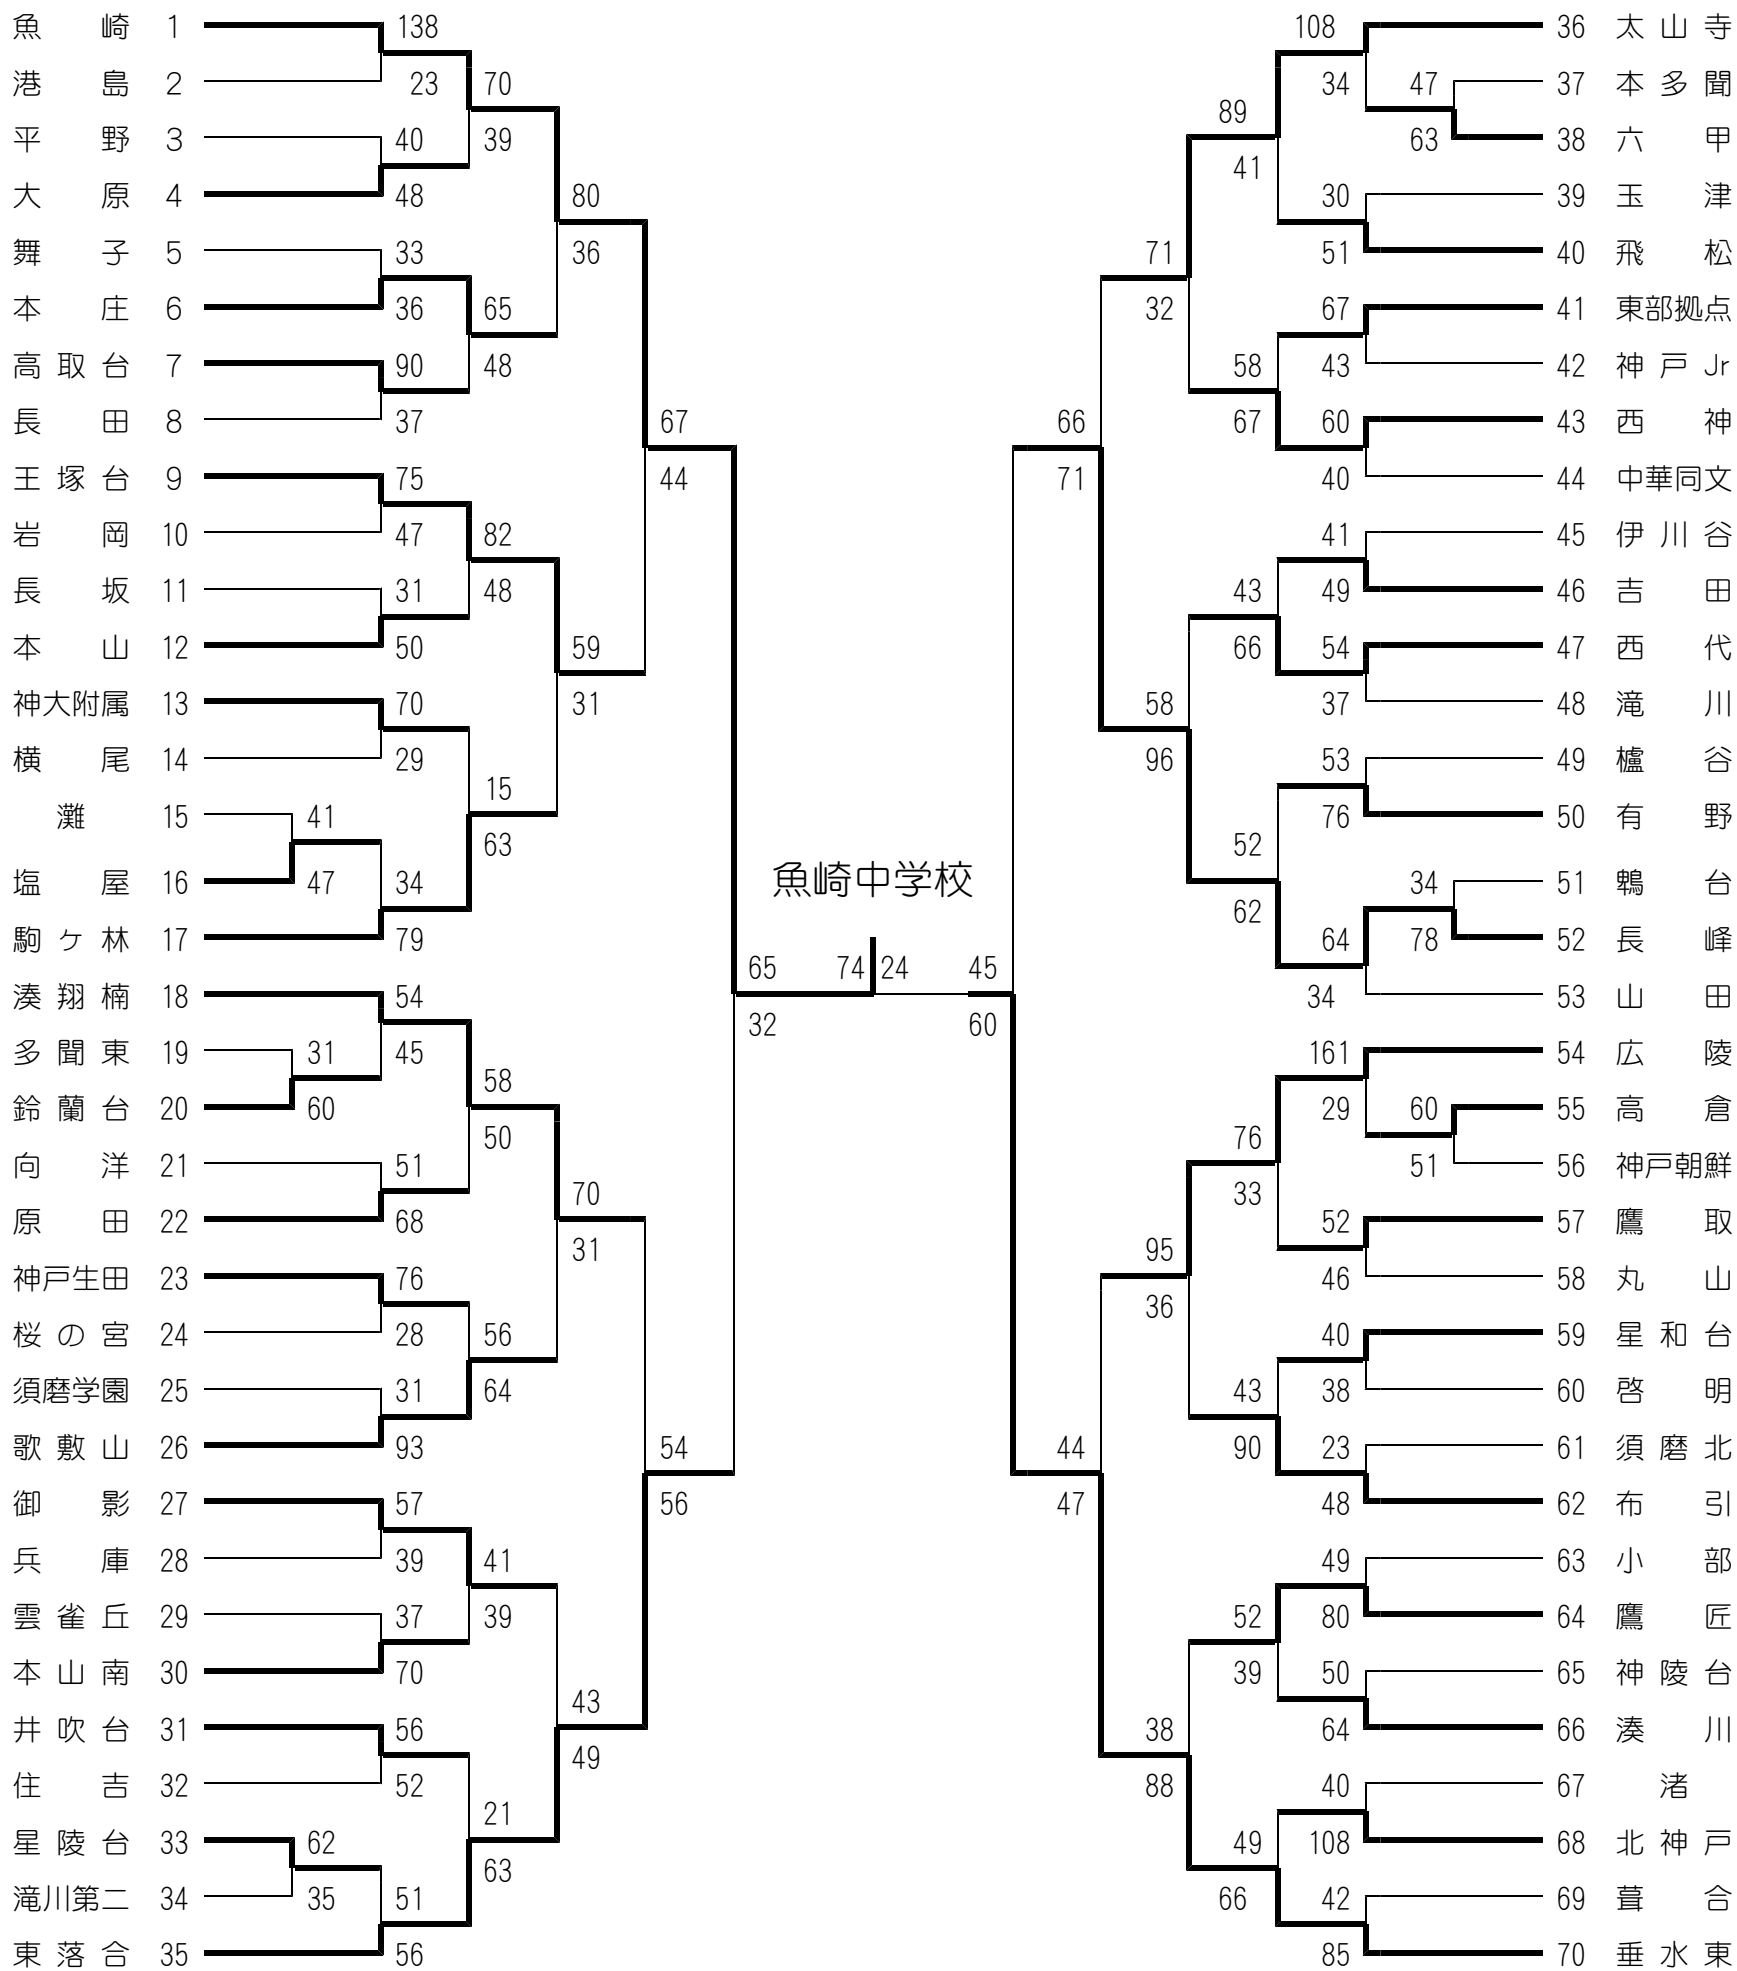 魚崎 1 138 108 36 太山寺
港島 2 23 70 34 47 37 本多聞
平野 3 40 39 89 63 38 六甲
大原 4 48 80 41 30 39 玉津
舞子 5 33 36 71 51 40 飛松
本庄 6 36 65 32 67 41 東部拠点
高取台 7 90 48 58 43 42 神戸Jr
長田 8 37 67 66 67 60 43 西神
王塚台 9 75 44 71 40 44 中華同文
岩岡 10 47 82 41 45 伊川谷
長坂 11 31 48 43 49 46 吉田
本山 12 50 59 66 54 47 西代
神大附属 13 70 31 58 37 48 滝川
横尾 14 29 15 96 53 49 櫨谷
灘 15 41 63 52 76 50 有野
魚崎中学校
塩屋 16 47 34 62 34 51 鵯台
駒ヶ林 17 79 64 78 52 長峰
65 74 24 45
湊翔楠 18 54 34 53 山田
32 60
多聞東 19 31 45 58 161 54 広陵
鈴蘭台 20 60 50 76 29 60 55 高倉
向洋 21 51 70 33 51 56 神戸朝鮮
原田 22 68 31 95 52 57 鷹取
神戸生田 23 76 36 46 58 丸山
桜の宮 24 28 56 40 59 星和台
須磨学園 25 31 64 43 38 60 啓明
歌敷山 26 93 54 44 90 23 61 須磨北
御影 27 57 56 47 48 62 布引
兵庫 28 39 41 49 63 小部
雲雀丘 29 37 39 52 80 64 鷹匠
本山南 30 70 43 39 50 65 神陵台
井吹台 31 56 49 38 64 66 湊川
住吉 32 52 21 88 40 67 渚
星陵台 33 62 63 49 108 68 北神戸
滝川第二 34 35 51 66 42 69 葺合
東落合 35 56 85 70 垂水東